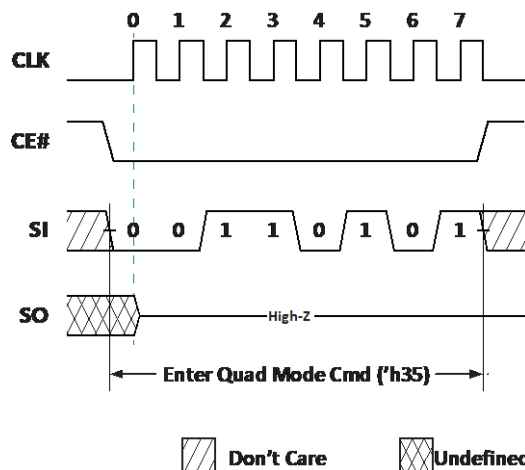 0 1 2 3 4 5 6 7
CLK
CE#
SI 0 0 1 1 0 1 0 1
SO High-Z
Enter Quad Mode Cmd ('h35)
Don't Care Undefined